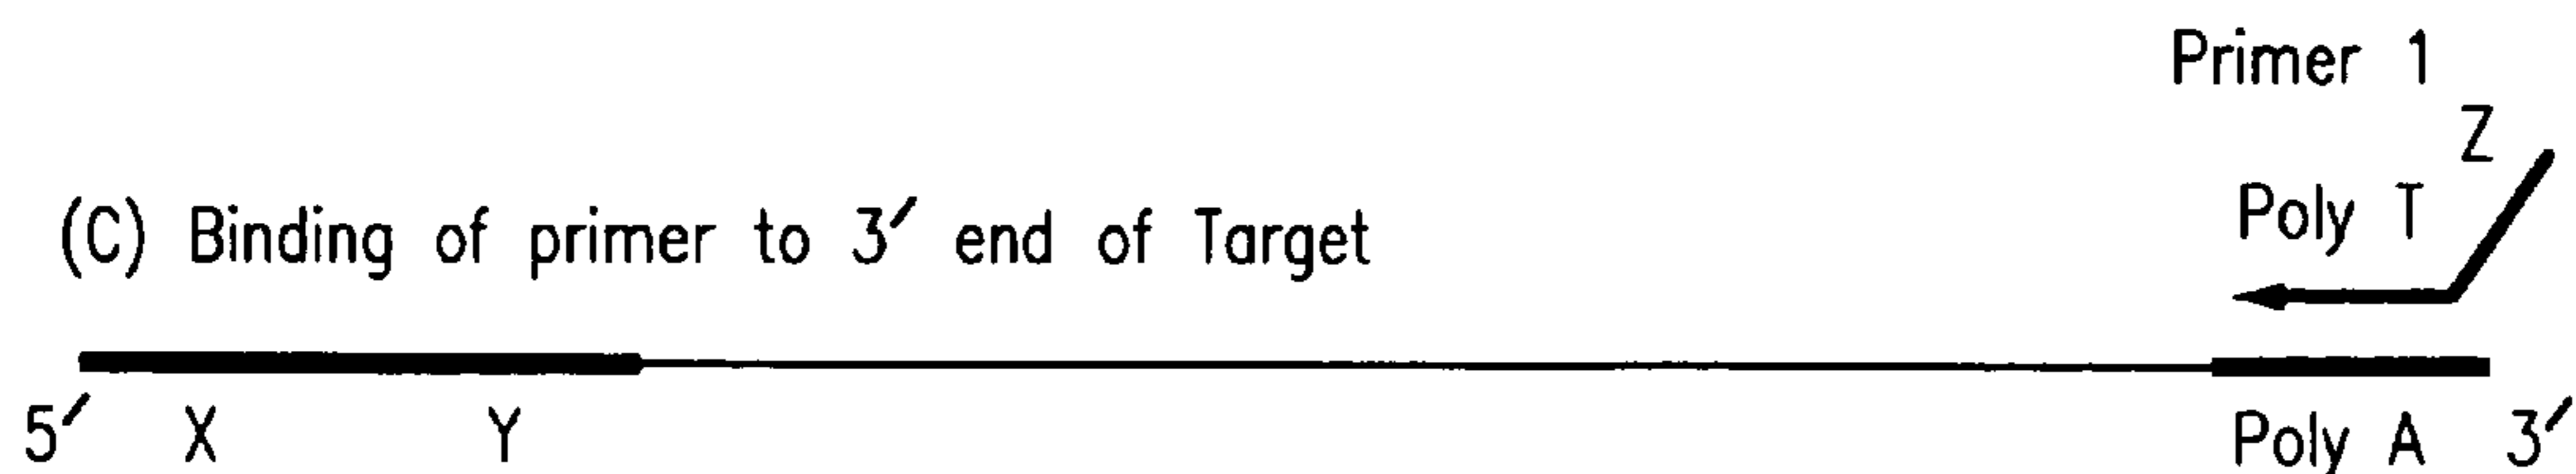 Primer 1
Z
Poly T
(C) Binding of primer to 3′ end of Target
5′ X Y Poly A 3′